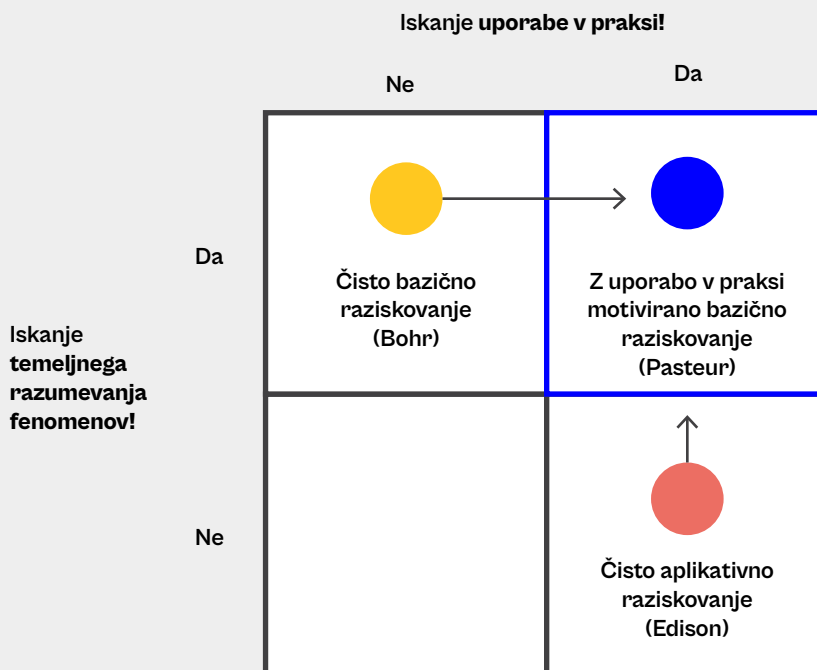 Iskanje uporabe v praksi!
Ne
Da
Da
Čisto bazično
raziskovanje
(Bohr)
Z uporabo v praksi
motivirano bazično
raziskovanje
(Pasteur)
Iskanje
temeljnega
razumevanja
fenomenov!
Ne
Čisto aplikativno
raziskovanje
(Edison)